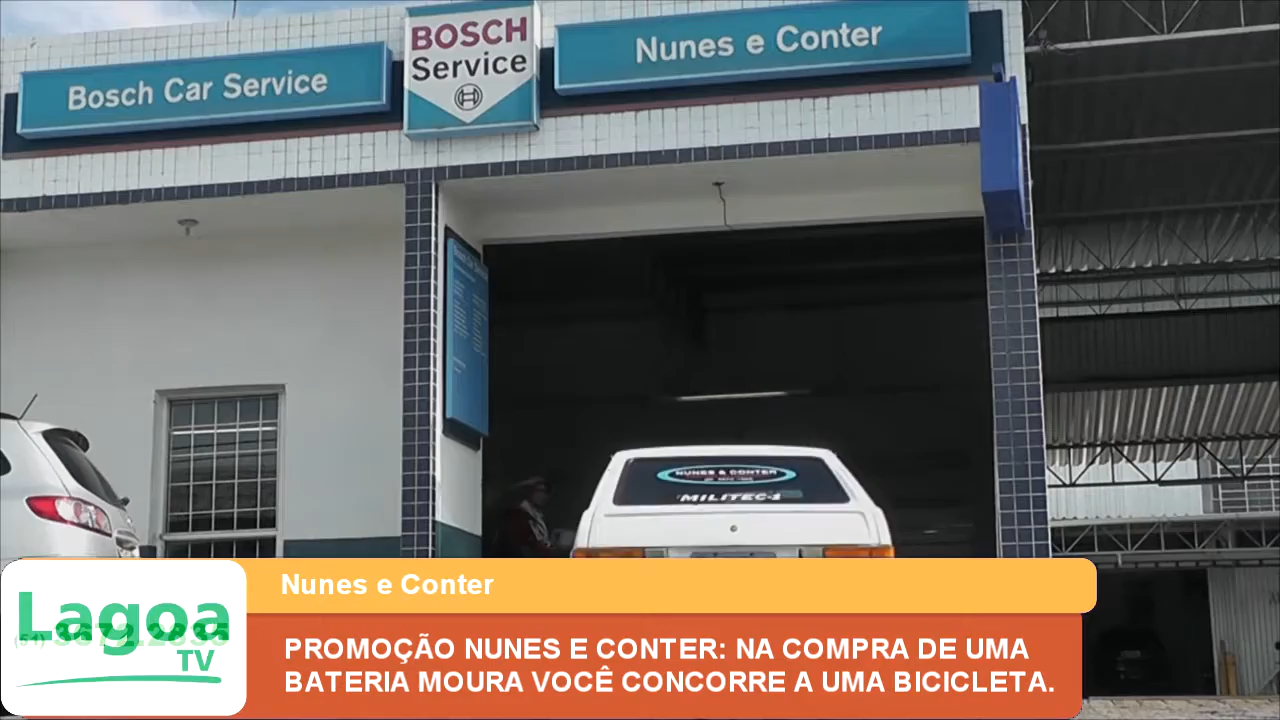 BOSCH
Service
Bosch Car Service
Nunes e Conter
NUNES & CONTER
MILITEC-1
Nunes e Conter
Lagoa
TV
PROMOÇÃO NUNES E CONTER: NA COMPRA DE UMA
BATERIA MOURA VOCÊ CONCORRE A UMA BICICLETA.